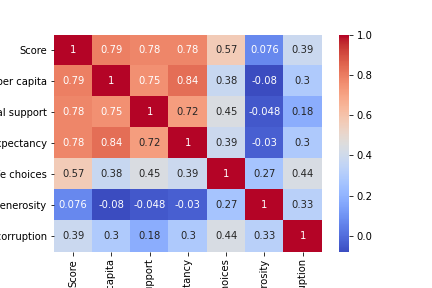 Score 1 0.79 0.78 0.78 0.57 0.076 0.39
per capita 0.79 1 0.75 0.84 0.38 -0.08 0.3
al support 0.78 0.75 1 0.72 0.45 -0.048 0.18
xpectancy 0.78 0.84 0.72 1 0.39 -0.03 0.3
e choices 0.57 0.38 0.45 0.39 1 0.27 0.44
enerosity 0.076 -0.08 -0.048 -0.03 0.27 1 0.33
corruption 0.39 0.3 0.18 0.3 0.44 0.33 1
Score capita upport tancy oices rosity uption
1.0
0.8
0.6
0.4
0.2
0.0